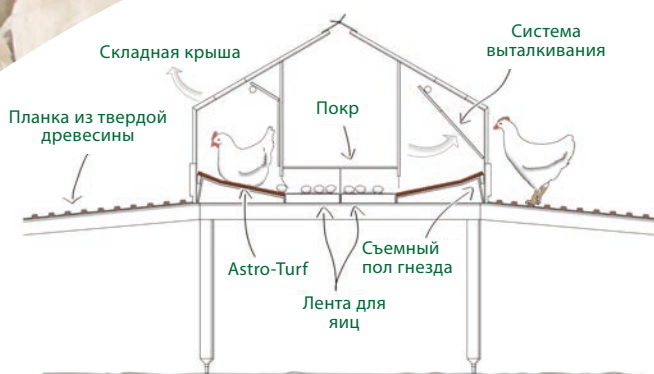 Складная крыша
Система
выталкивания
Планка из твердой
древесины
Покр
Astro-Turf
Съемный
пол гнезда
Лента для
яиц